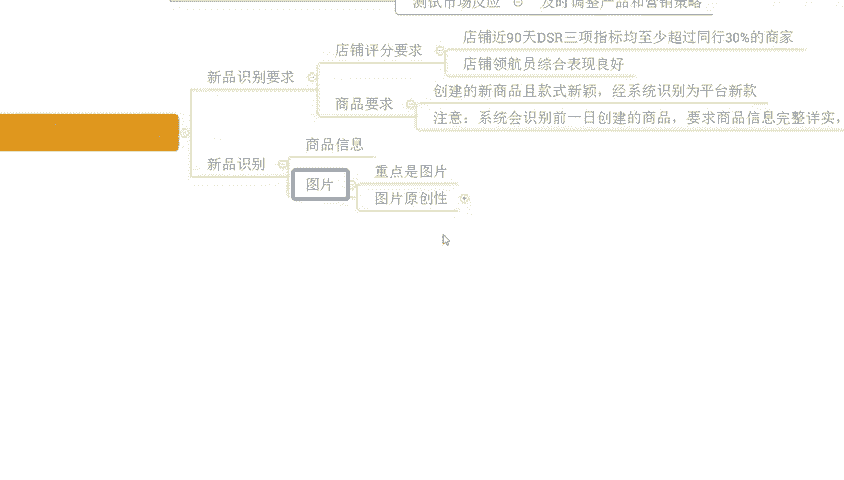 测试市场反应
及时调整产品和营销策略
店铺近90天DSR三项指标均至少超过同行30%的商家
店铺评分要求
店铺领航员综合表现良好
新品识别要求
创建的新商品且款式新颖，经系统识别为平台新款
商品要求
注意：系统会识别前一日创建的商品，要求商品信息完整详实，
商品信息
新品识别
重点是图片
图片
图片原创性